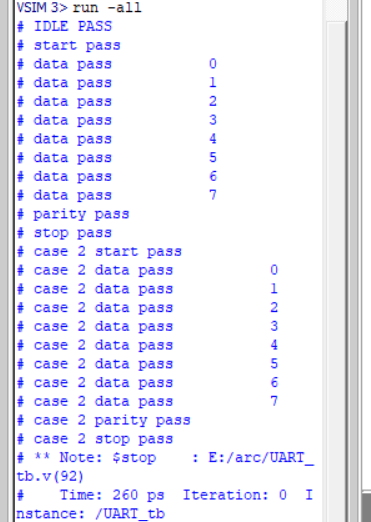 VSIM 3> run -all
# IDLE PASS
# start pass
# data pass          0
# data pass          1
# data pass          2
# data pass          3
# data pass          4
# data pass          5
# data pass          6
# data pass          7
# parity pass
# stop pass
# case 2 start pass
# case 2 data pass          0
# case 2 data pass          1
# case 2 data pass          2
# case 2 data pass          3
# case 2 data pass          4
# case 2 data pass          5
# case 2 data pass          6
# case 2 data pass          7
# case 2 parity pass
# case 2 stop pass
# ** Note: $stop    : E:/arc/UART_
tb.v(92)
#    Time: 260 ps  Iteration: 0  I
nstance: /UART_tb